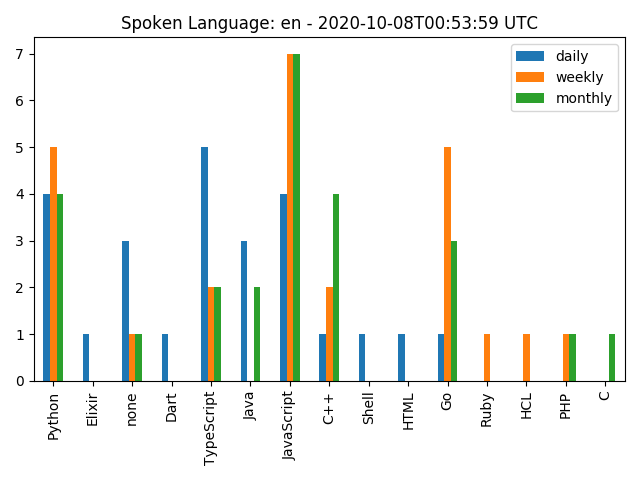 Spoken Language: en - 2020-10-08T00:53:59 UTC
daily
weekly
monthly
7
6
5
4
3
2
1
0
Python
Elixir
none
Dart
TypeScript
Java
JavaScript
C++
Shell
HTML
Go
Ruby
HCL
PHP
C